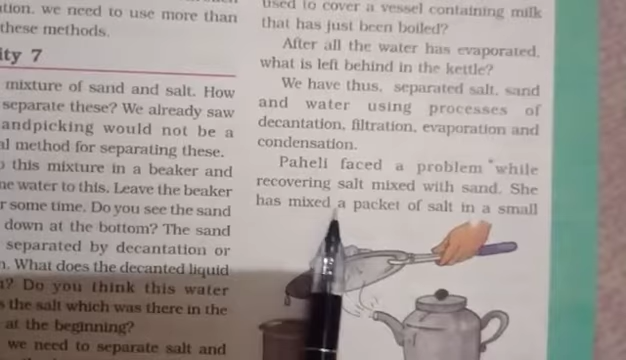 we need to use more than
these methods.
ity 7
mixture of sand and salt. How
separate these? We already saw
andpicking would not be a
al method for separating these.
this mixture in a beaker and
water to this. Leave the beaker
r some time. Do you see the sand
down at the bottom? The sand
separated by decantation or
What does the decanted liquid
Do you think this water
the salt which was there in the
at the beginning?
we need to separate salt and
used to cover a vessel containing milk
that has just been boiled?
After all the water has evaporated,
what is left behind in the kettle?
We have thus, separated salt, sand
and water using processes of
decantation, filtration, evaporation and
condensation.
Paheli faced a problem while
recovering salt mixed with sand. She
has mixed a packet of salt in a small